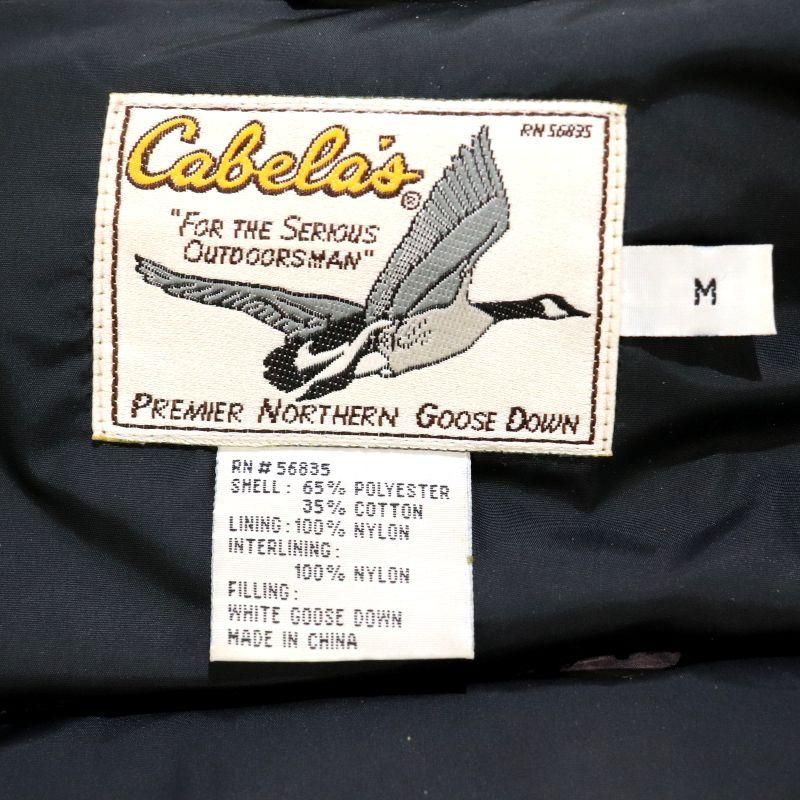 Cabela's®
RN 56835
"FOR THE SERIOUS
OUTDOORSMAN"
M
PREMIER NORTHERN GOOSE DOWN
RN # 56835
SHELL: 65% POLYESTER
35% COTTON
LINING: 100% NYLON
INTERLINING:
100% NYLON
FILLING:
WHITE GOOSE DOWN
MADE IN CHINA